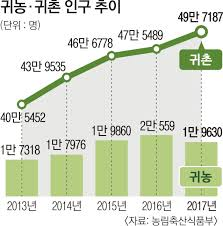 귀농·귀촌 인구 추이
(단위 : 명)
49만 7187
47만 5489
46만 6778
43만 9535
40만 5452
귀촌
1만 7318
1만 7976
1만 9860
2만 559
1만 9630
귀농
2013년 2014년 2015년 2016년 2017년
〈자료: 농림축산식품부〉